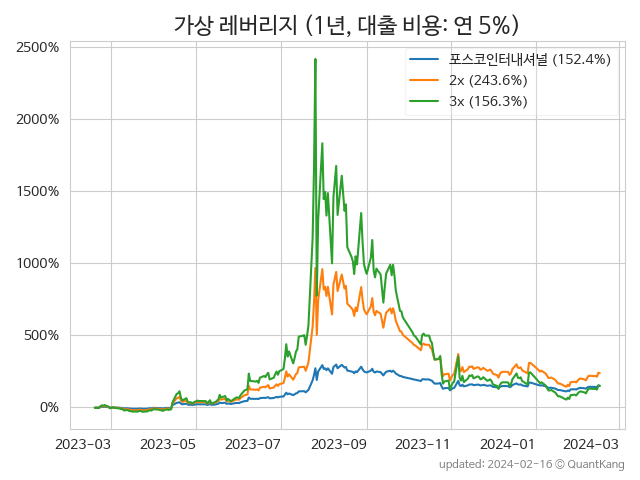 가상 레버리지 (1년, 대출 비용: 연 5%)
포스코인터내셔널 (152.4%)
2x (243.6%)
3x (156.3%)
2500%
2000%
1500%
1000%
500%
0%
2023-03 2023-05 2023-07 2023-09 2023-11 2024-01 2024-03
updated: 2024-02-16 © QuantKang